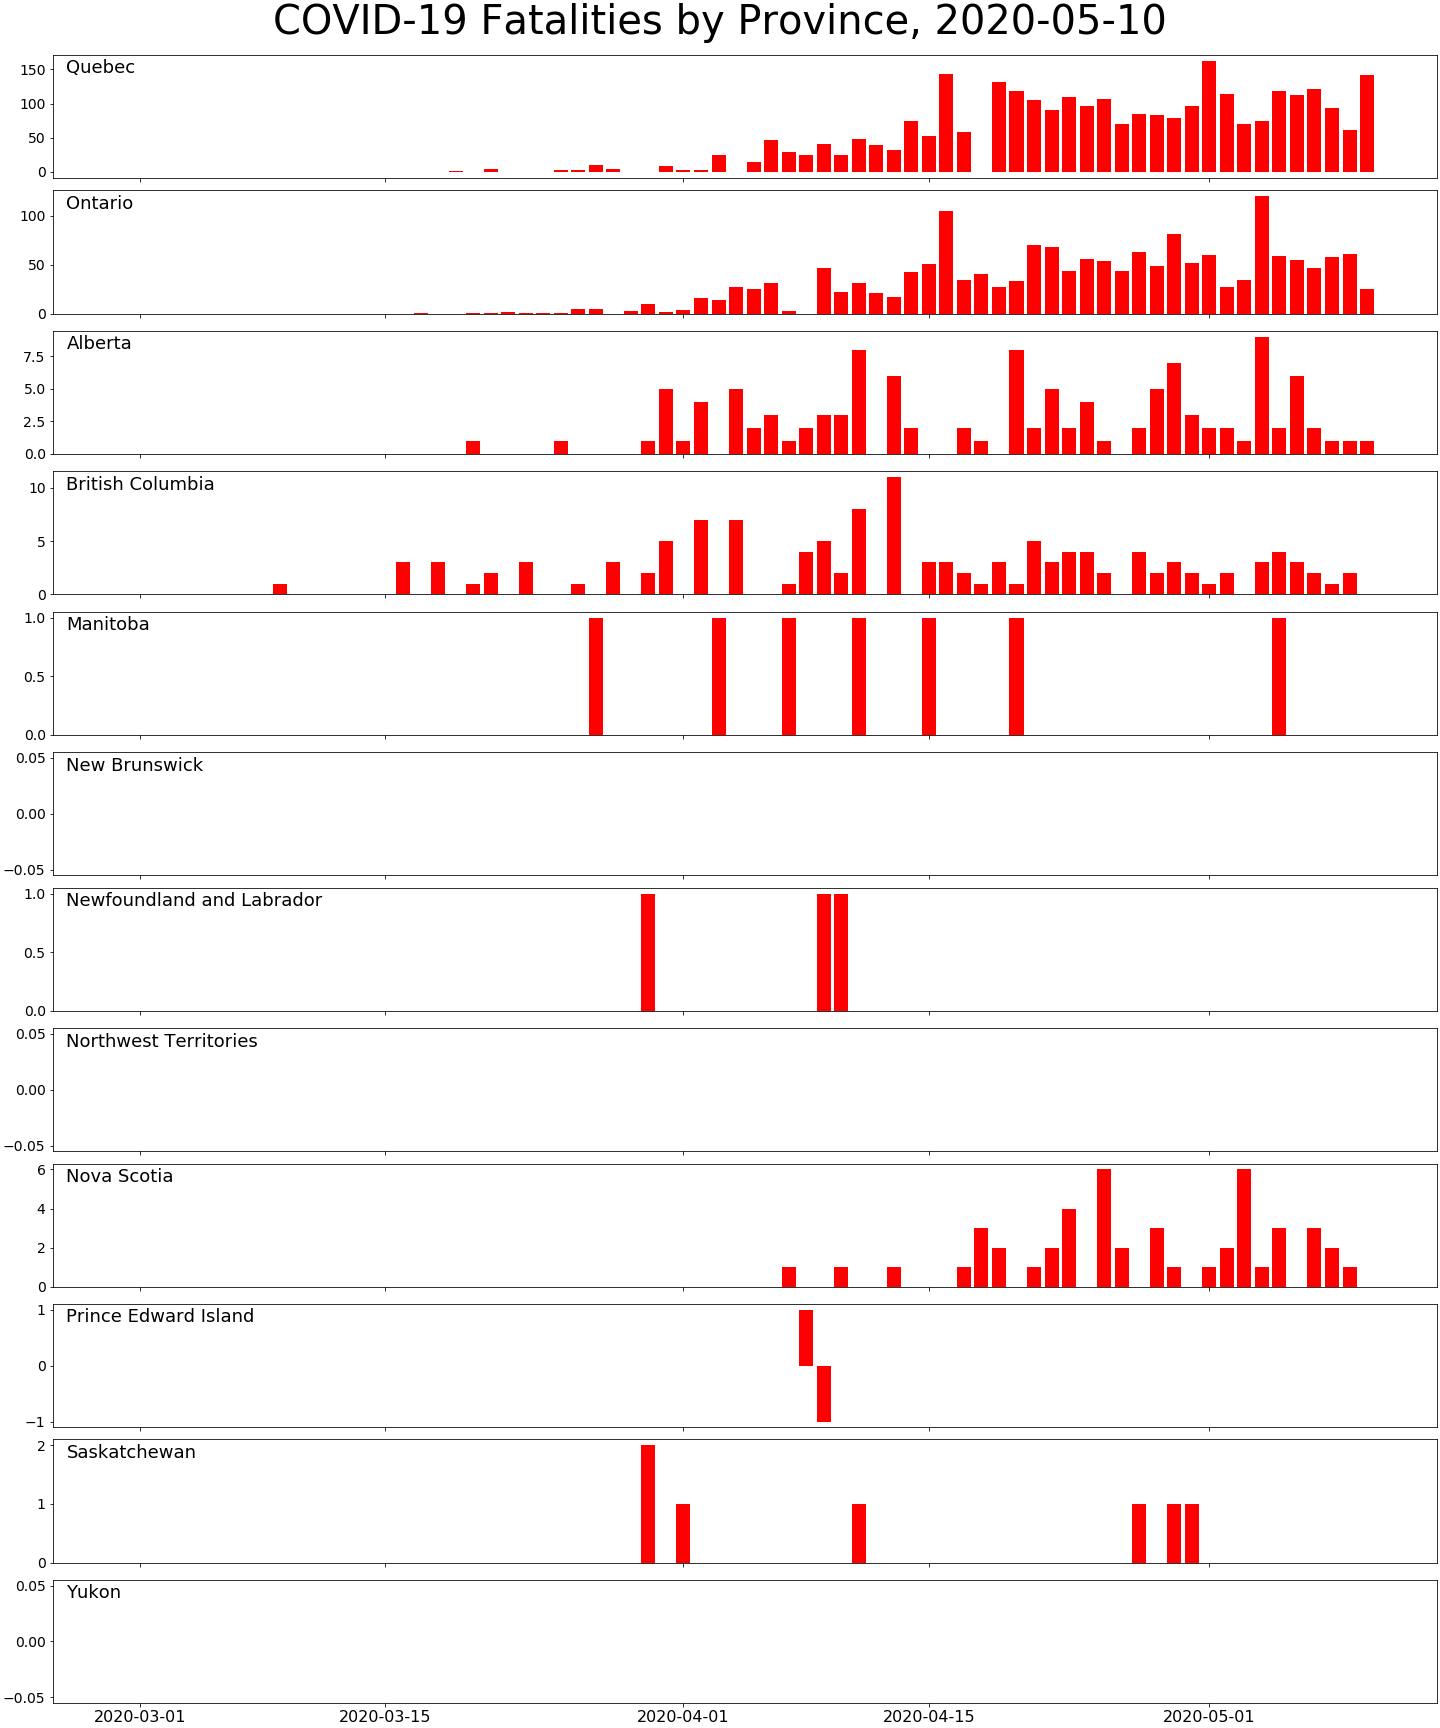 COVID-19 Fatalities by Province, 2020-05-10
Quebec
150
100
50
0
Ontario
100
50
0
Alberta
7.5
5.0
2.5
0.0
British Columbia
10
5
0
Manitoba
1.0
0.5
0.0
New Brunswick
0.05
0.00
−0.05
Newfoundland and Labrador
1.0
0.5
0.0
Northwest Territories
0.05
0.00
−0.05
Nova Scotia
6
4
2
0
Prince Edward Island
1
0
−1
Saskatchewan
2
1
0
Yukon
0.05
0.00
−0.05
2020-03-01 2020-03-15 2020-04-01 2020-04-15 2020-05-01